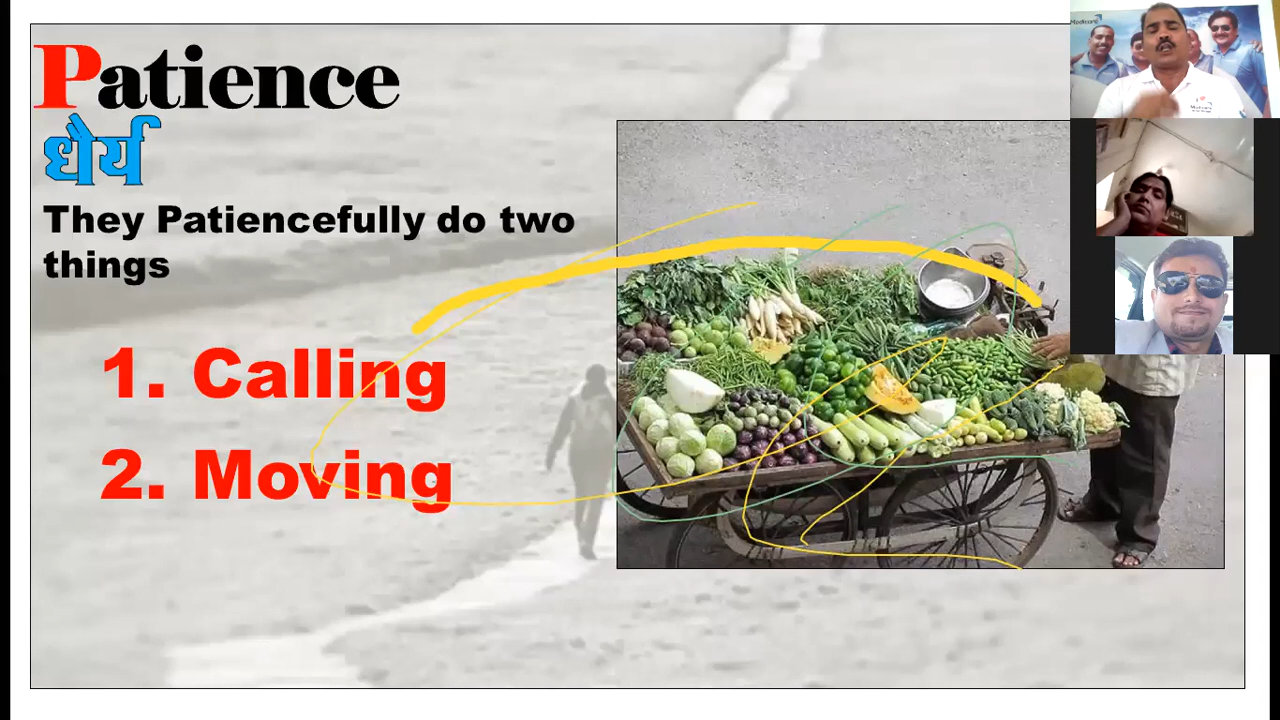 Patience
धैर्य
They Patiencefully do two
things
1. Calling
2. Moving